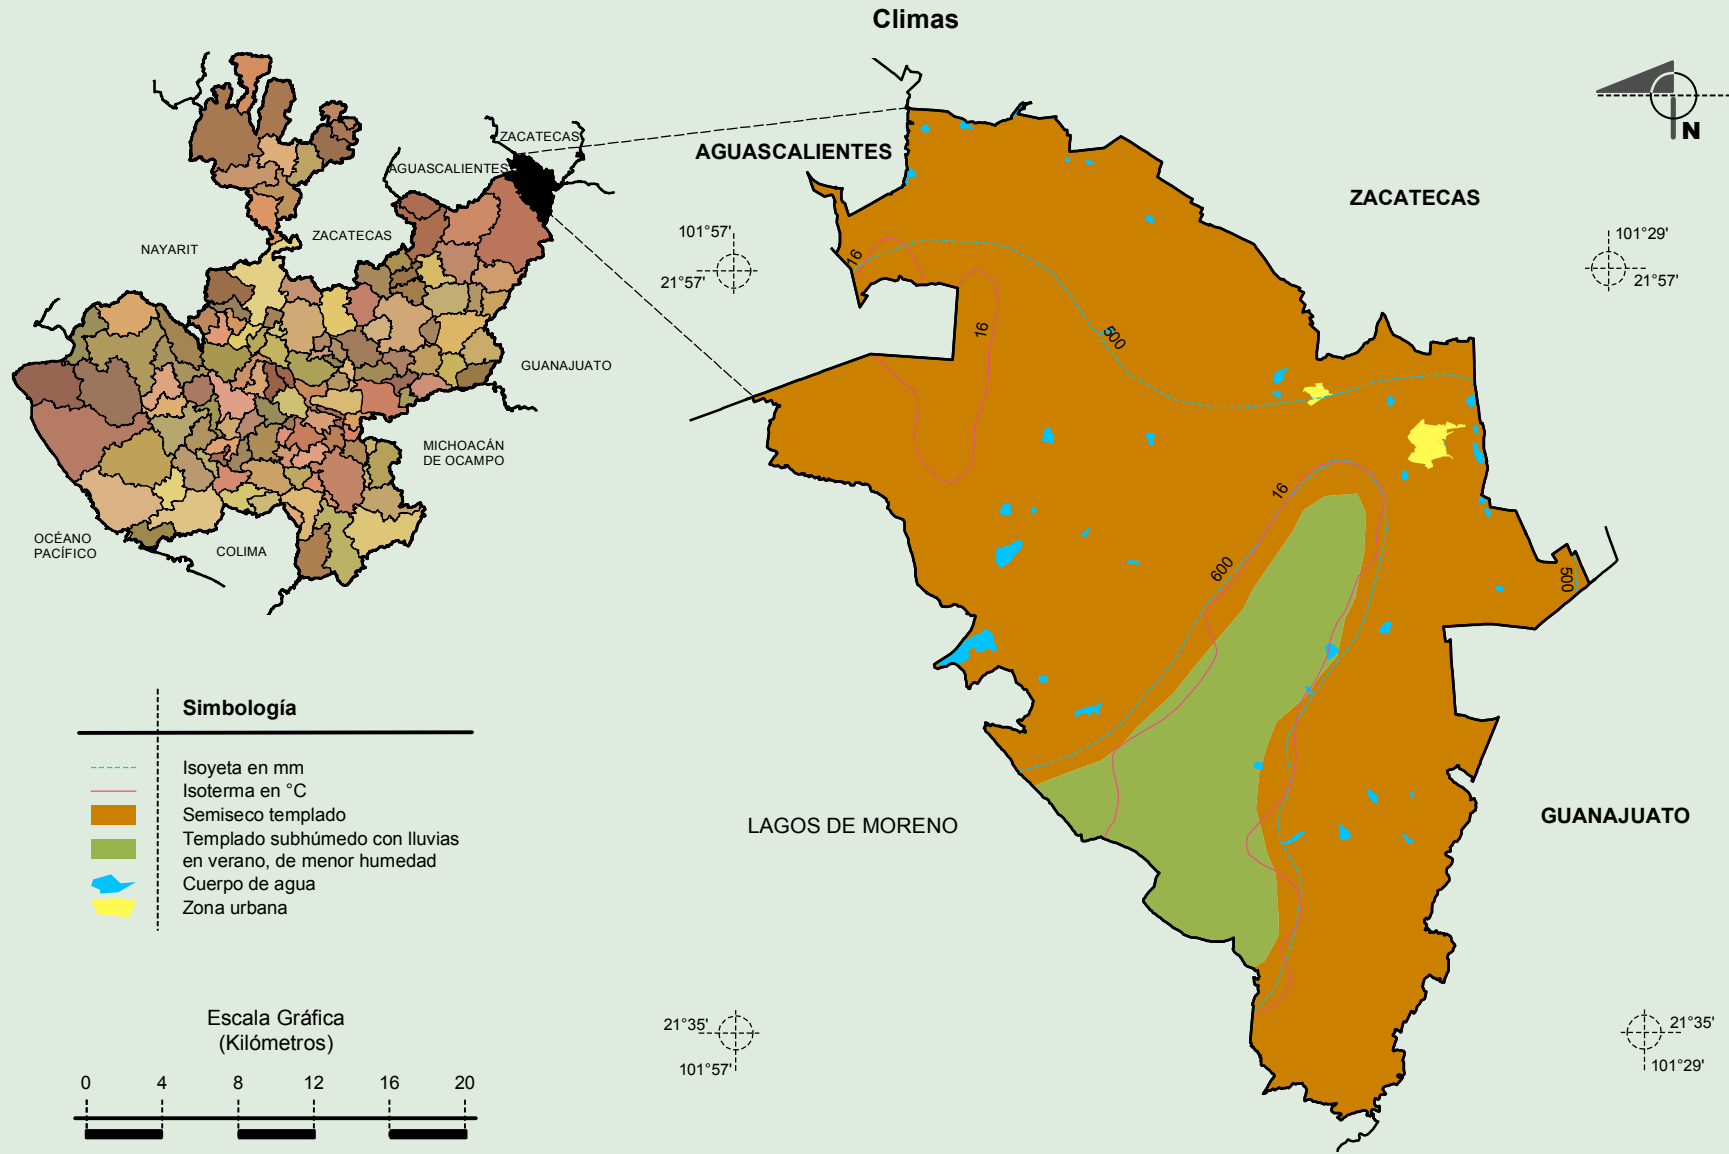 Climas
N
ZACATECAS
AGUASCALIENTES
NAYARIT
ZACATECAS
GUANAJUATO
MICHOACÁN
DE OCAMPO
OCÉANO
PACÍFICO
COLIMA
AGUASCALIENTES
ZACATECAS
101°57'
21°57'
101°29'
21°57'
16
16
500
16
600
500
LAGOS DE MORENO
GUANAJUATO
21°35'
101°57'
21°35'
101°29'
Simbología
Isoyeta en mm
Isoterma en °C
Semiseco templado
Templado subhúmedo con lluvias
en verano, de menor humedad
Cuerpo de agua
Zona urbana
Escala Gráfica
(Kilómetros)
0 4 8 12 16 20